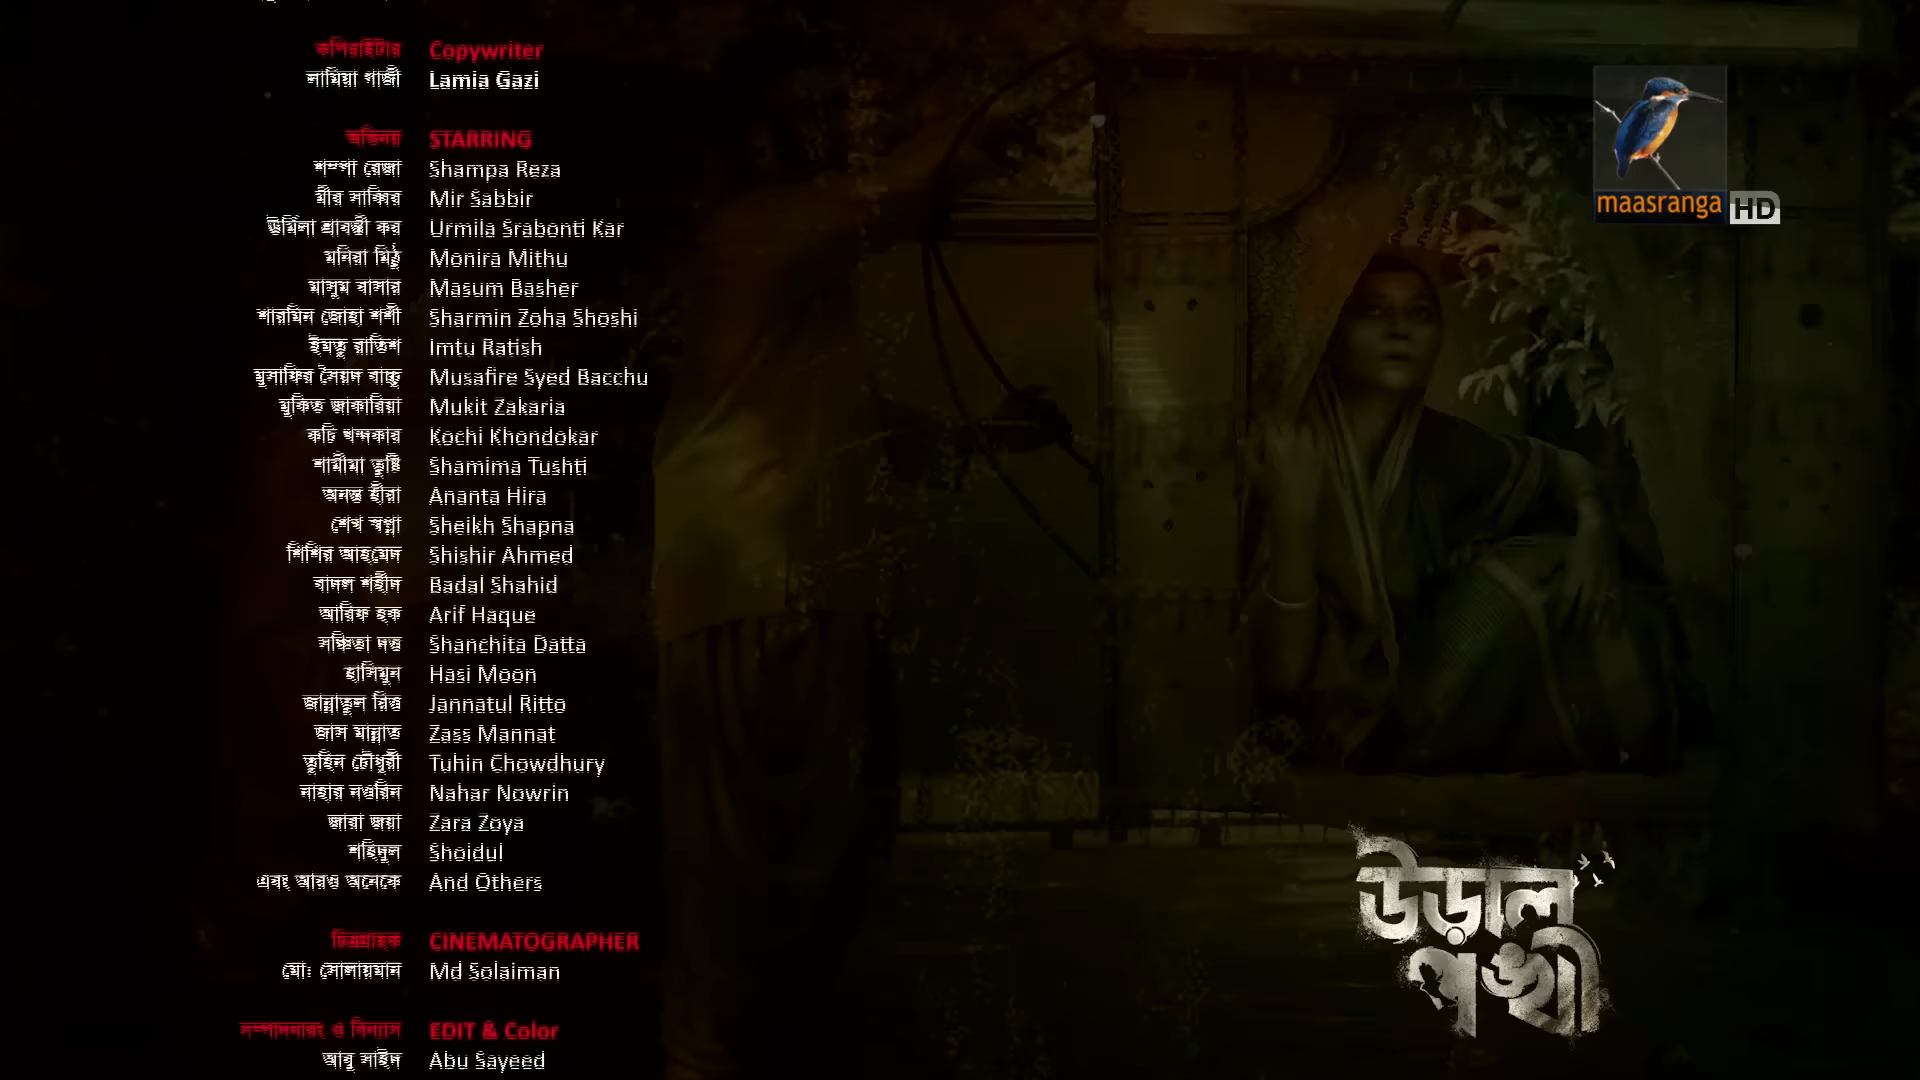 কপিরাইটার Copywriter
লামিয়া গাজী Lamia Gazi
অভিনয় STARRING
শম্পা রেজা Shampa Reza
মীর সাব্বির Mir Sabbir
উর্মিলা শ্রাবন্তী কর Urmila Srabonti Kar
মনিরা মিঠু Monira Mithu
মাসুম বাসার Masum Basher
শারমিন জোহা শশী Sharmin Zoha Shoshi
ইমতু রাতিশ Imtu Ratish
মুসাফির সৈয়দ বাচ্চু Musafire Syed Bacchu
মুকিত জাকারিয়া Mukit Zakaria
কচি খন্দকার Kochi Khondokar
শামীমা তুষ্টি Shamima Tushti
অনন্ত হীরা Ananta Hira
শেখ স্বপ্না Sheikh Shapna
শিশির আহমেদ Shishir Ahmed
বাদল শহীদ Badal Shahid
আরিফ হক Arif Haque
সঞ্চিতা দত্ত Shanchita Datta
হাসিমুন Hasi Moon
জান্নাতুল রিত্ত Jannatul Ritto
জাস মান্নাত Zass Mannat
তুহিন চৌধুরী Tuhin Chowdhury
নাহার নওরিন Nahar Nowrin
জারা জয়া Zara Zoya
শহিদুল Shoidul
এবং আরও অনেকে And Others
চিত্রগ্রাহক CINEMATOGRAPHER
মো: সোলায়মান Md Solaiman
সম্পাদনারং ও বিন্যাস EDIT & Color
আবু সাইদ Abu Sayeed
maasranga HD
উড়াল
পঙ্খী